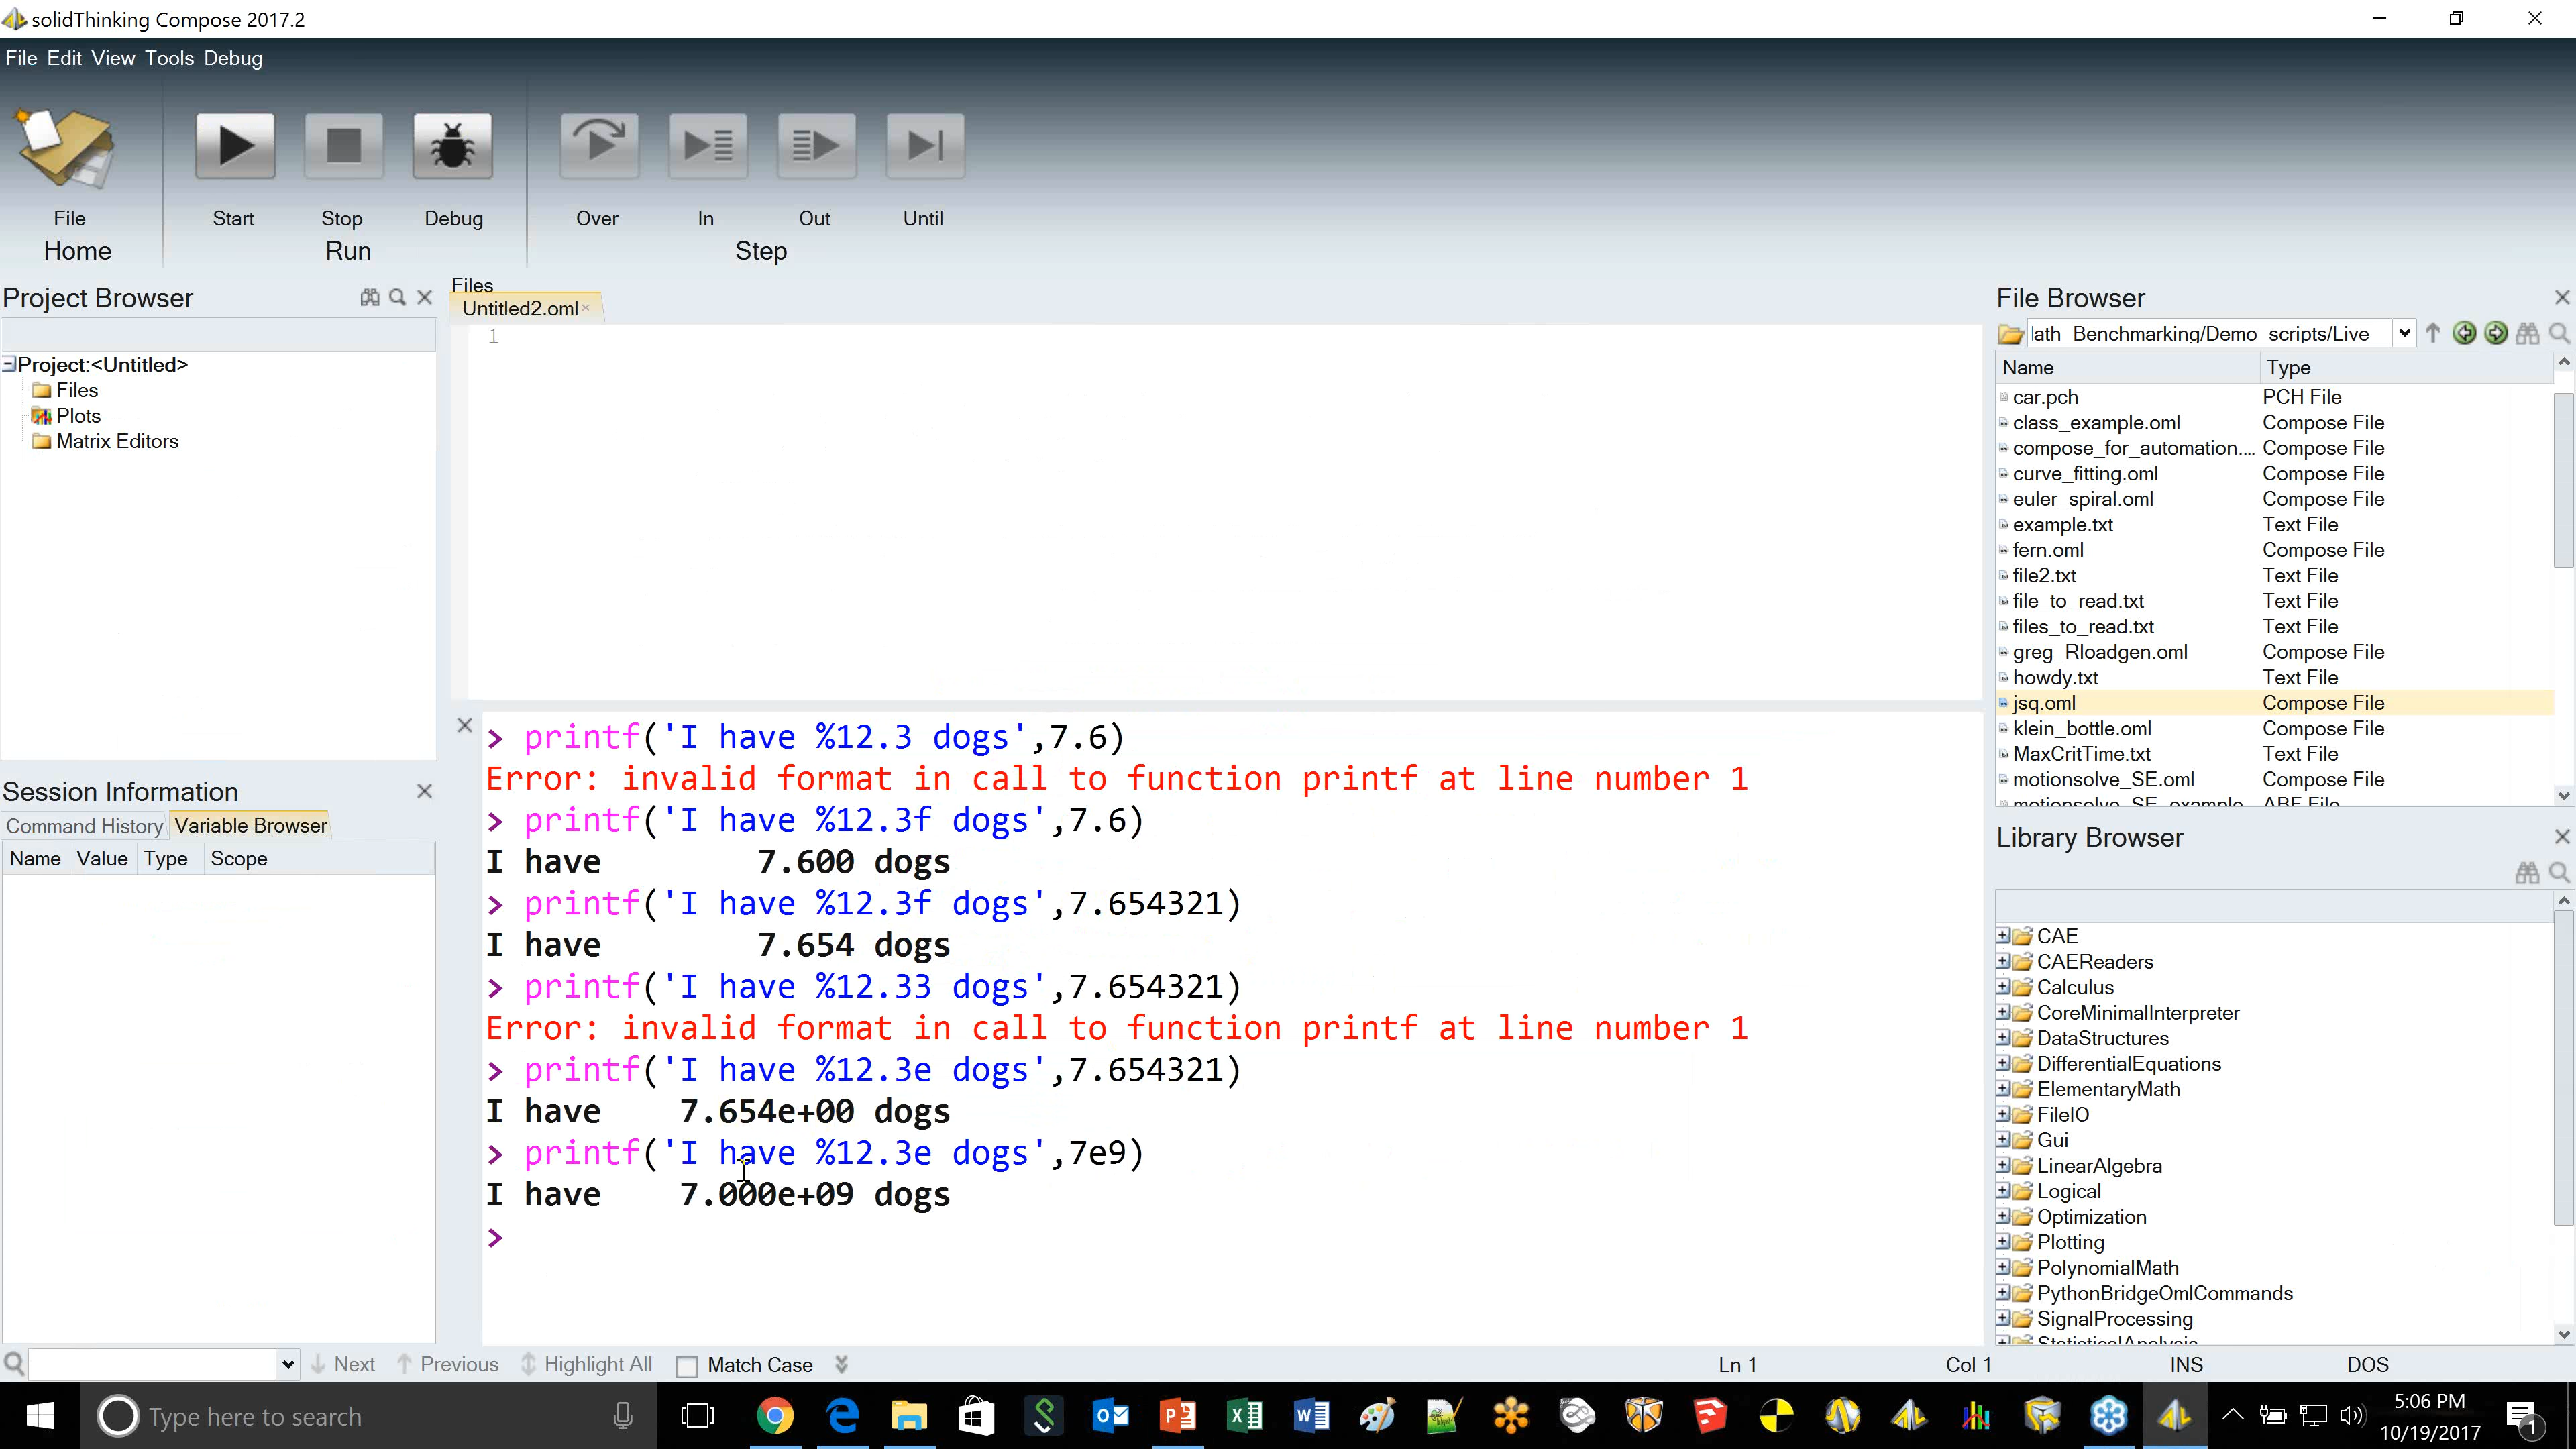 solidThinking Compose 2017.2
File Edit View Tools Debug
File Start Stop Debug Over In Out Until
Home Run Step
Project Browser
Project:<Untitled>
Files
Plots
Matrix Editors
Session Information
Command History Variable Browser
Name Value Type Scope
Files
Untitled2.oml
1
> printf('I have %12.3 dogs',7.6)
Error: invalid format in call to function printf at line number 1
> printf('I have %12.3f dogs',7.6)
I have        7.600 dogs
> printf('I have %12.3f dogs',7.654321)
I have        7.654 dogs
> printf('I have %12.33 dogs',7.654321)
Error: invalid format in call to function printf at line number 1
> printf('I have %12.3e dogs',7.654321)
I have    7.654e+00 dogs
> printf('I have %12.3e dogs',7e9)
I have    7.000e+09 dogs
>
File Browser
ath_Benchmarking/Demo_scripts/Live
Name Type
car.pch PCH File
class_example.oml Compose File
compose_for_automation.... Compose File
curve_fitting.oml Compose File
euler_spiral.oml Compose File
example.txt Text File
fern.oml Compose File
file2.txt Text File
file_to_read.txt Text File
files_to_read.txt Text File
greg_Rloadgen.oml Compose File
howdy.txt Text File
jsq.oml Compose File
klein_bottle.oml Compose File
MaxCritTime.txt Text File
motionsolve_SE.oml Compose File
motionsolve_SE_example ABF File
Library Browser
CAE
CAEReaders
Calculus
CoreMinimalInterpreter
DataStructures
DifferentialEquations
ElementaryMath
FileIO
Gui
LinearAlgebra
Logical
Optimization
Plotting
PolynomialMath
PythonBridgeOmlCommands
SignalProcessing
StatisticalAnalysis
Next Previous Highlight All Match Case Ln 1 Col 1 INS DOS
Type here to search
5:06 PM
10/19/2017
1